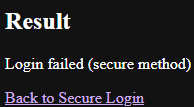 Result
Login failed (secure method)
Back to Secure Login